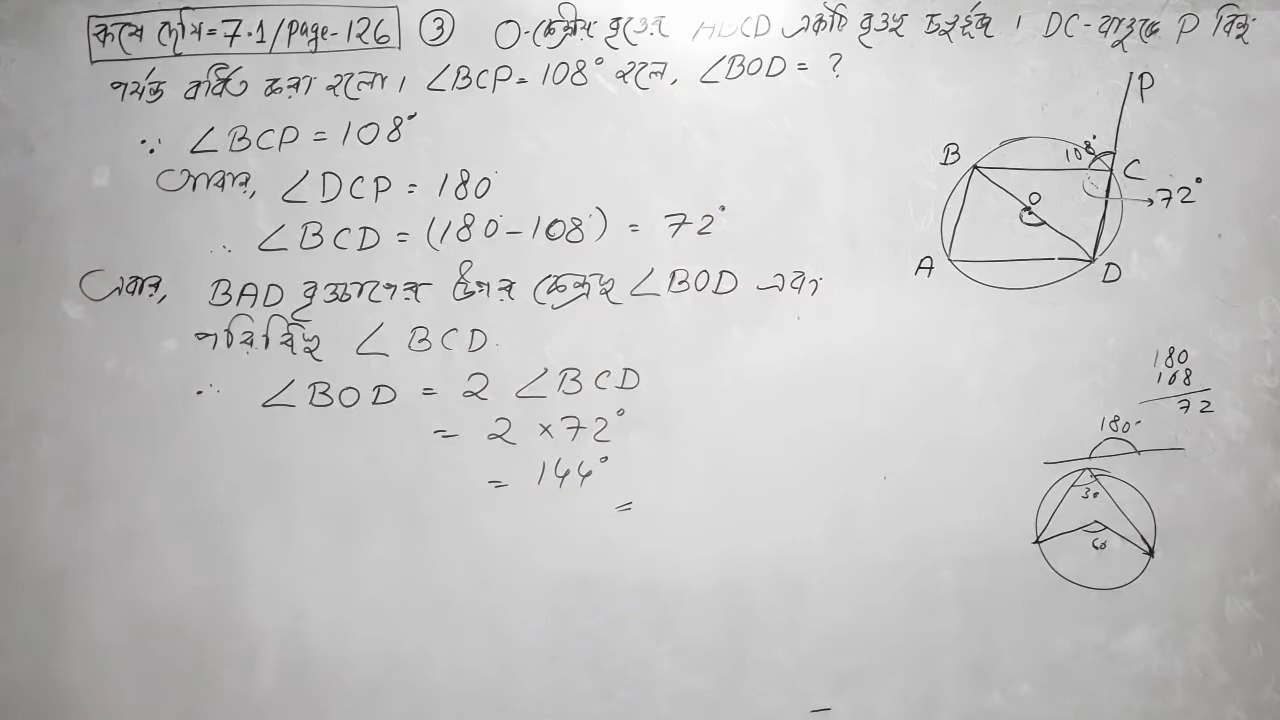 কষে দেখি=7.1/page-126 ③ O-কেন্দ্রীয় বৃত্তের ABCD একটি বৃত্তস্থ চতুর্ভুজ। DC-বাহুকে P বিন্দু
পর্যন্ত বর্ধিত করা হলো। ∠BCP=108° হলে, ∠BOD=?
∵ ∠BCP=108°
আবার, ∠DCP=180°
∴ ∠BCD=(180°-108°) = 72°
এবার, BAD বৃত্তচাপের উপর কেন্দ্রস্থ ∠BOD এবং
পরিধিস্থ ∠BCD.
∴ ∠BOD = 2 ∠BCD
= 2 ×72°
= 144°
P
B
108°
C
72°
O
A
D
180
108
72
180°
30
60